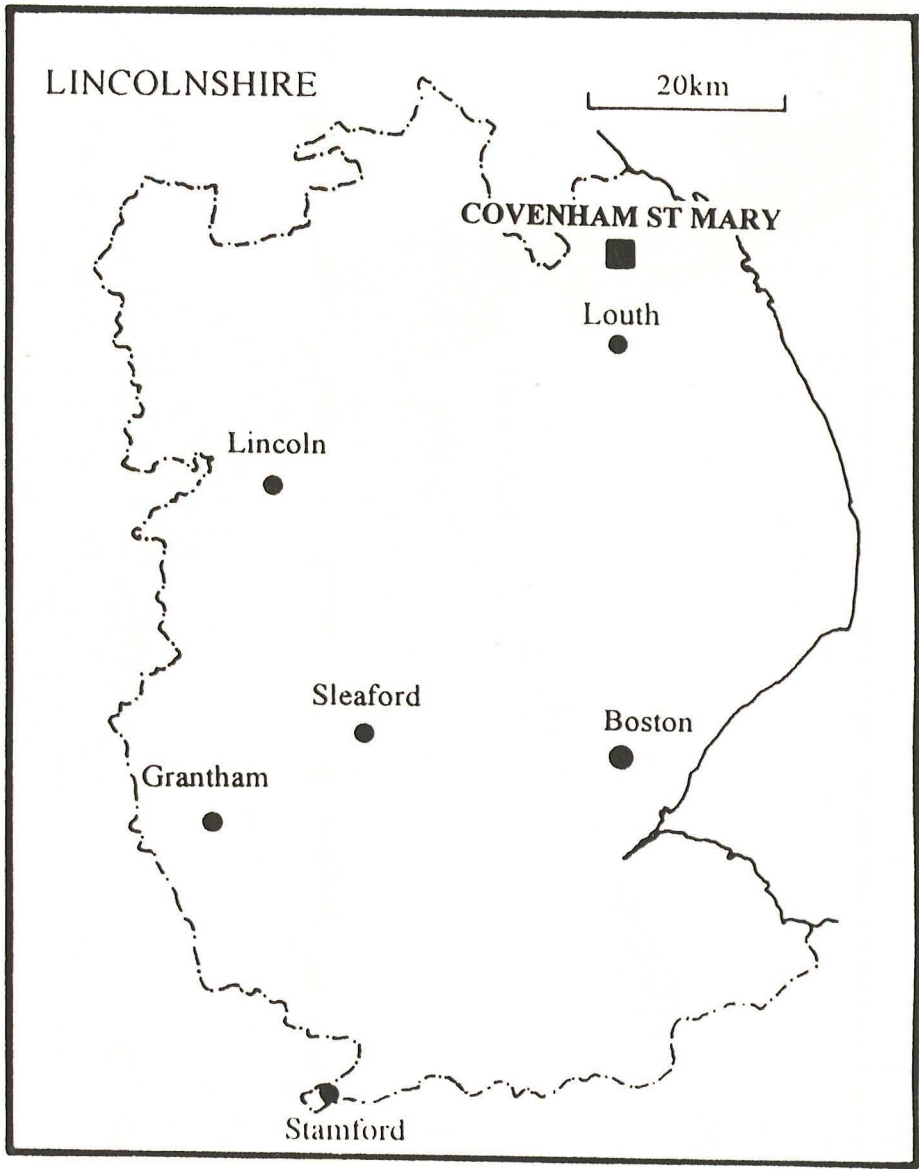 LINCOLNSHIRE
20km
COVENHAM ST MARY
Louth
Lincoln
Sleaford
Boston
Grantham
Stamford